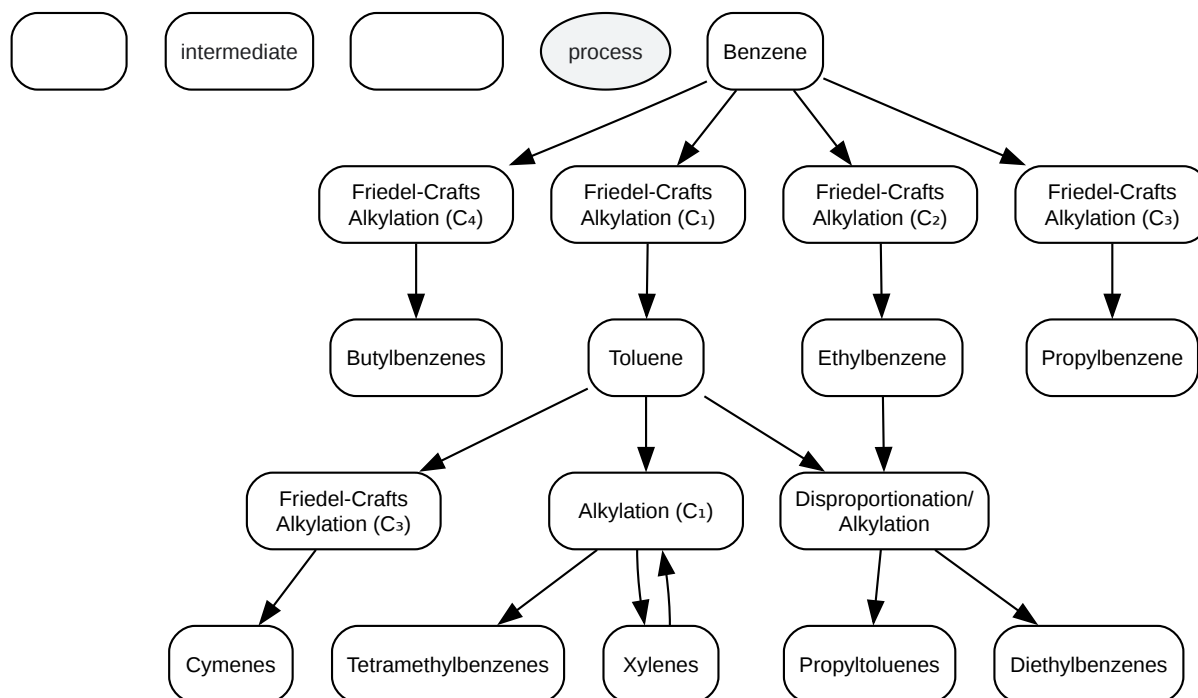 intermediate
process
Benzene
Friedel-Crafts
Alkylation (C₄)
Friedel-Crafts
Alkylation (C₁)
Friedel-Crafts
Alkylation (C₂)
Friedel-Crafts
Alkylation (C₃)
Butylbenzenes
Toluene
Ethylbenzene
Propylbenzene
Friedel-Crafts
Alkylation (C₃)
Alkylation (C₁)
Disproportionation/
Alkylation
Cymenes
Tetramethylbenzenes
Xylenes
Propyltoluenes
Diethylbenzenes